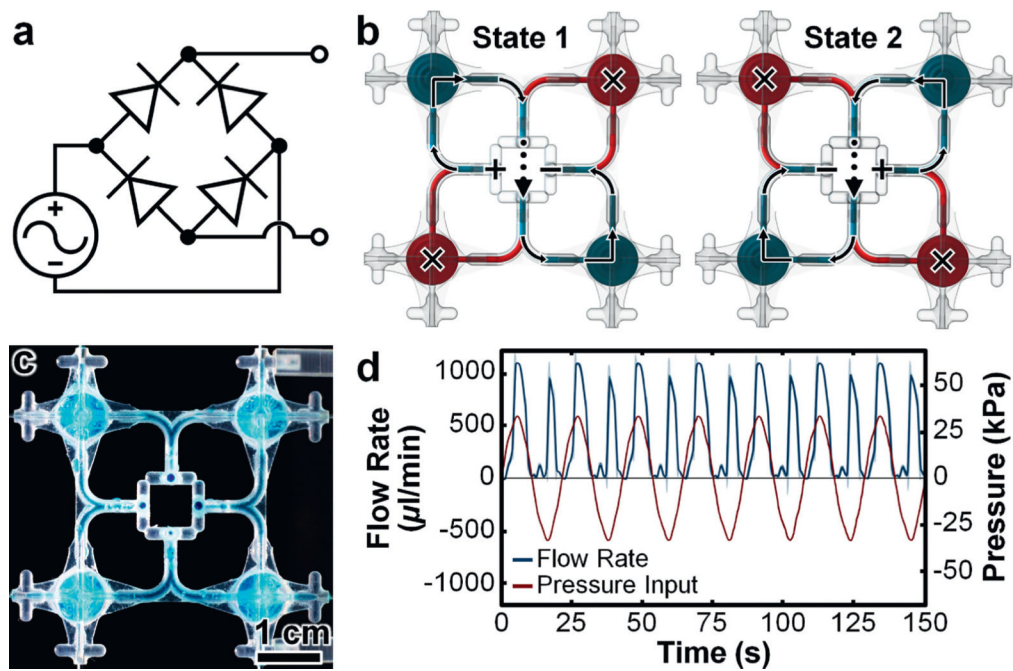 a
+
−
b
State 1
State 2
+
−
−
+
c
1 cm
d
Flow Rate
(µl/min)
1000
500
0
-500
-1000
50
25
0
-25
-50
Pressure (kPa)
Flow Rate
Pressure Input
0
25
50
75
100
125
150
Time (s)